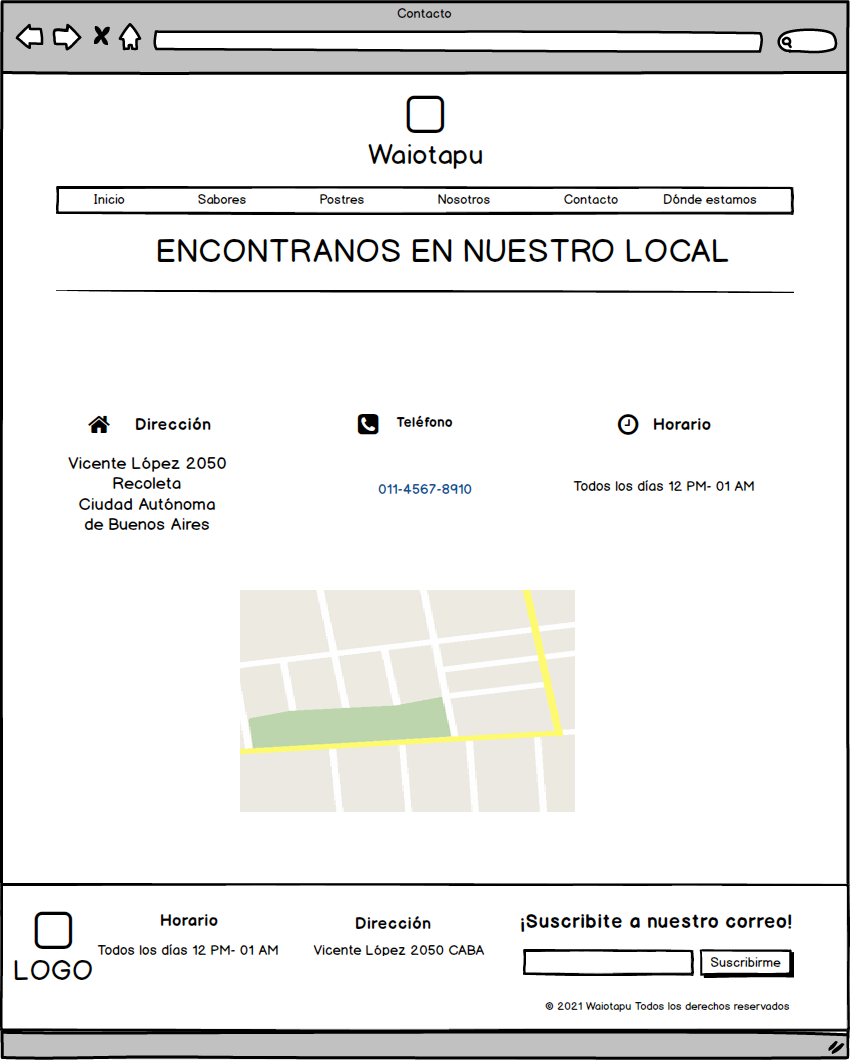 Contacto
Waiotapu
Inicio Sabores Postres Nosotros Contacto Dónde estamos
ENCONTRANOS EN NUESTRO LOCAL
Dirección
Vicente López 2050
Recoleta
Ciudad Autónoma
de Buenos Aires
Teléfono
011-4567-8910
Horario
Todos los días 12 PM- 01 AM
LOGO
Horario
Todos los días 12 PM- 01 AM
Dirección
Vicente López 2050 CABA
¡Suscribite a nuestro correo!
Suscribirme
© 2021 Waiotapu Todos los derechos reservados